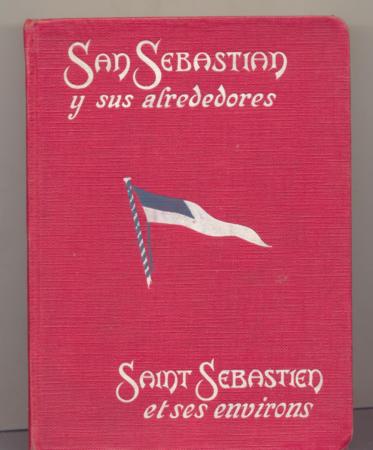 San Sebastian
y sus alrededores
Saint Sebastien
et ses environs